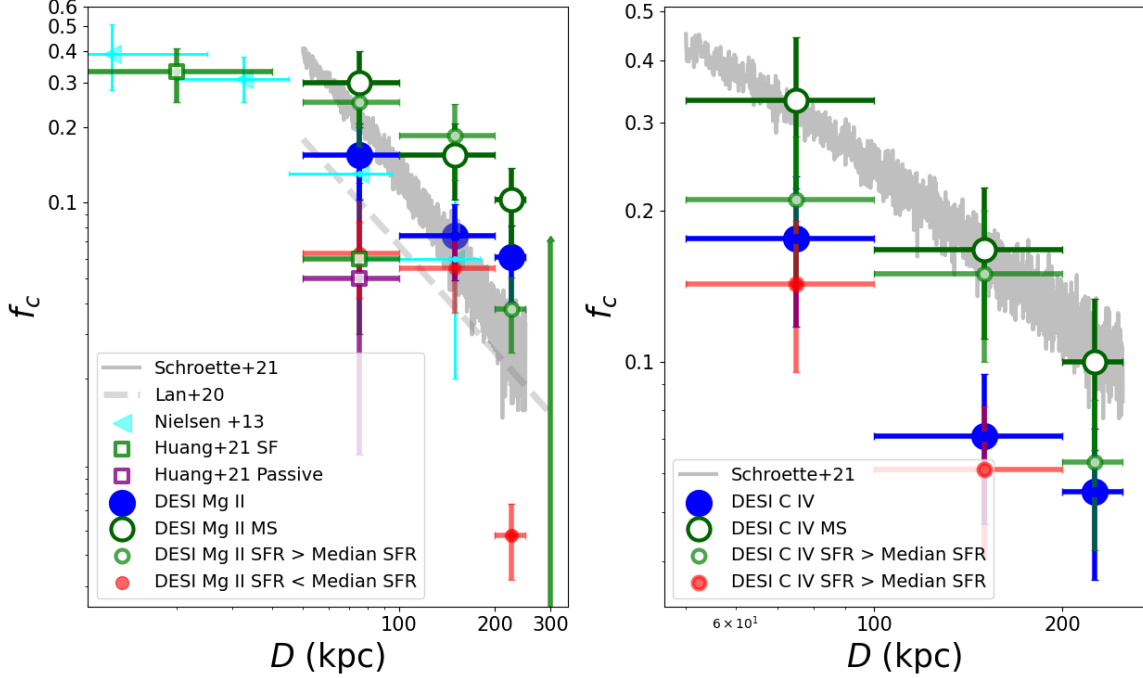 0.6
0.5
0.4
0.3
0.2
0.1
f_c
Schroette+21
Lan+20
Nielsen +13
Huang+21 SF
Huang+21 Passive
DESI Mg II
DESI Mg II MS
DESI Mg II SFR > Median SFR
DESI Mg II SFR < Median SFR
100
200
300
D (kpc)
0.5
0.4
0.3
0.2
0.1
f_c
Schroette+21
DESI C IV
DESI C IV MS
DESI C IV SFR > Median SFR
DESI C IV SFR > Median SFR
6 × 10¹
100
200
D (kpc)